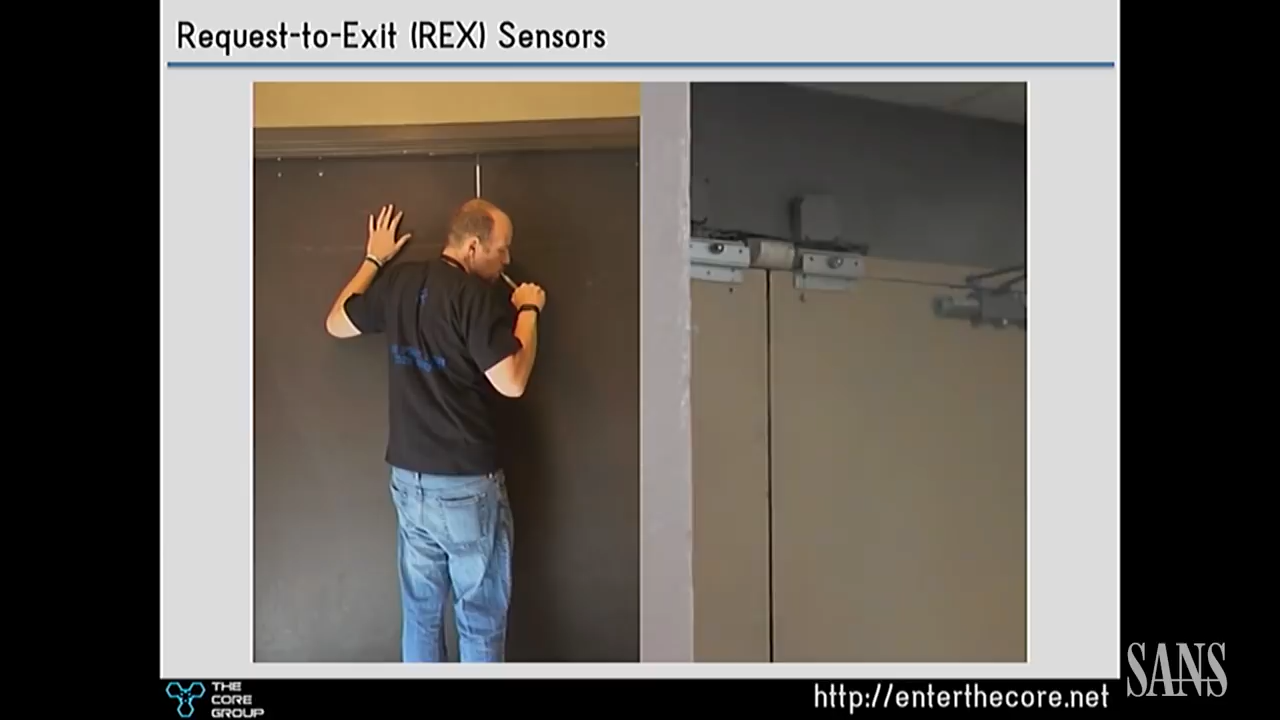 Request-to-Exit (REX) Sensors
THE
CORE
GROUP
http://enterthecore.net
SANS